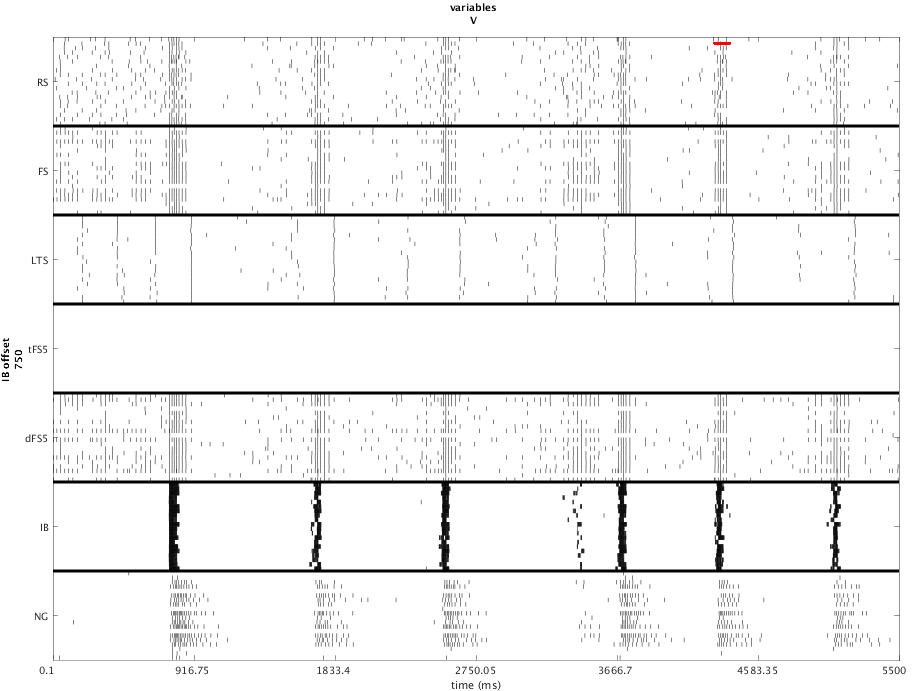 variables
V
RS
FS
LTS
tFS5
dFS5
IB
NG
IB offset
750
0.1 916.75 1833.4 2750.05 3666.7 4583.35 5500
time (ms)